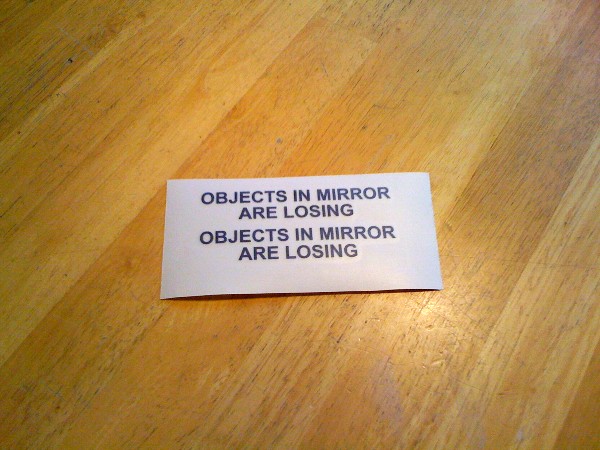 OBJECTS IN MIRROR
ARE LOSING
OBJECTS IN MIRROR
ARE LOSING